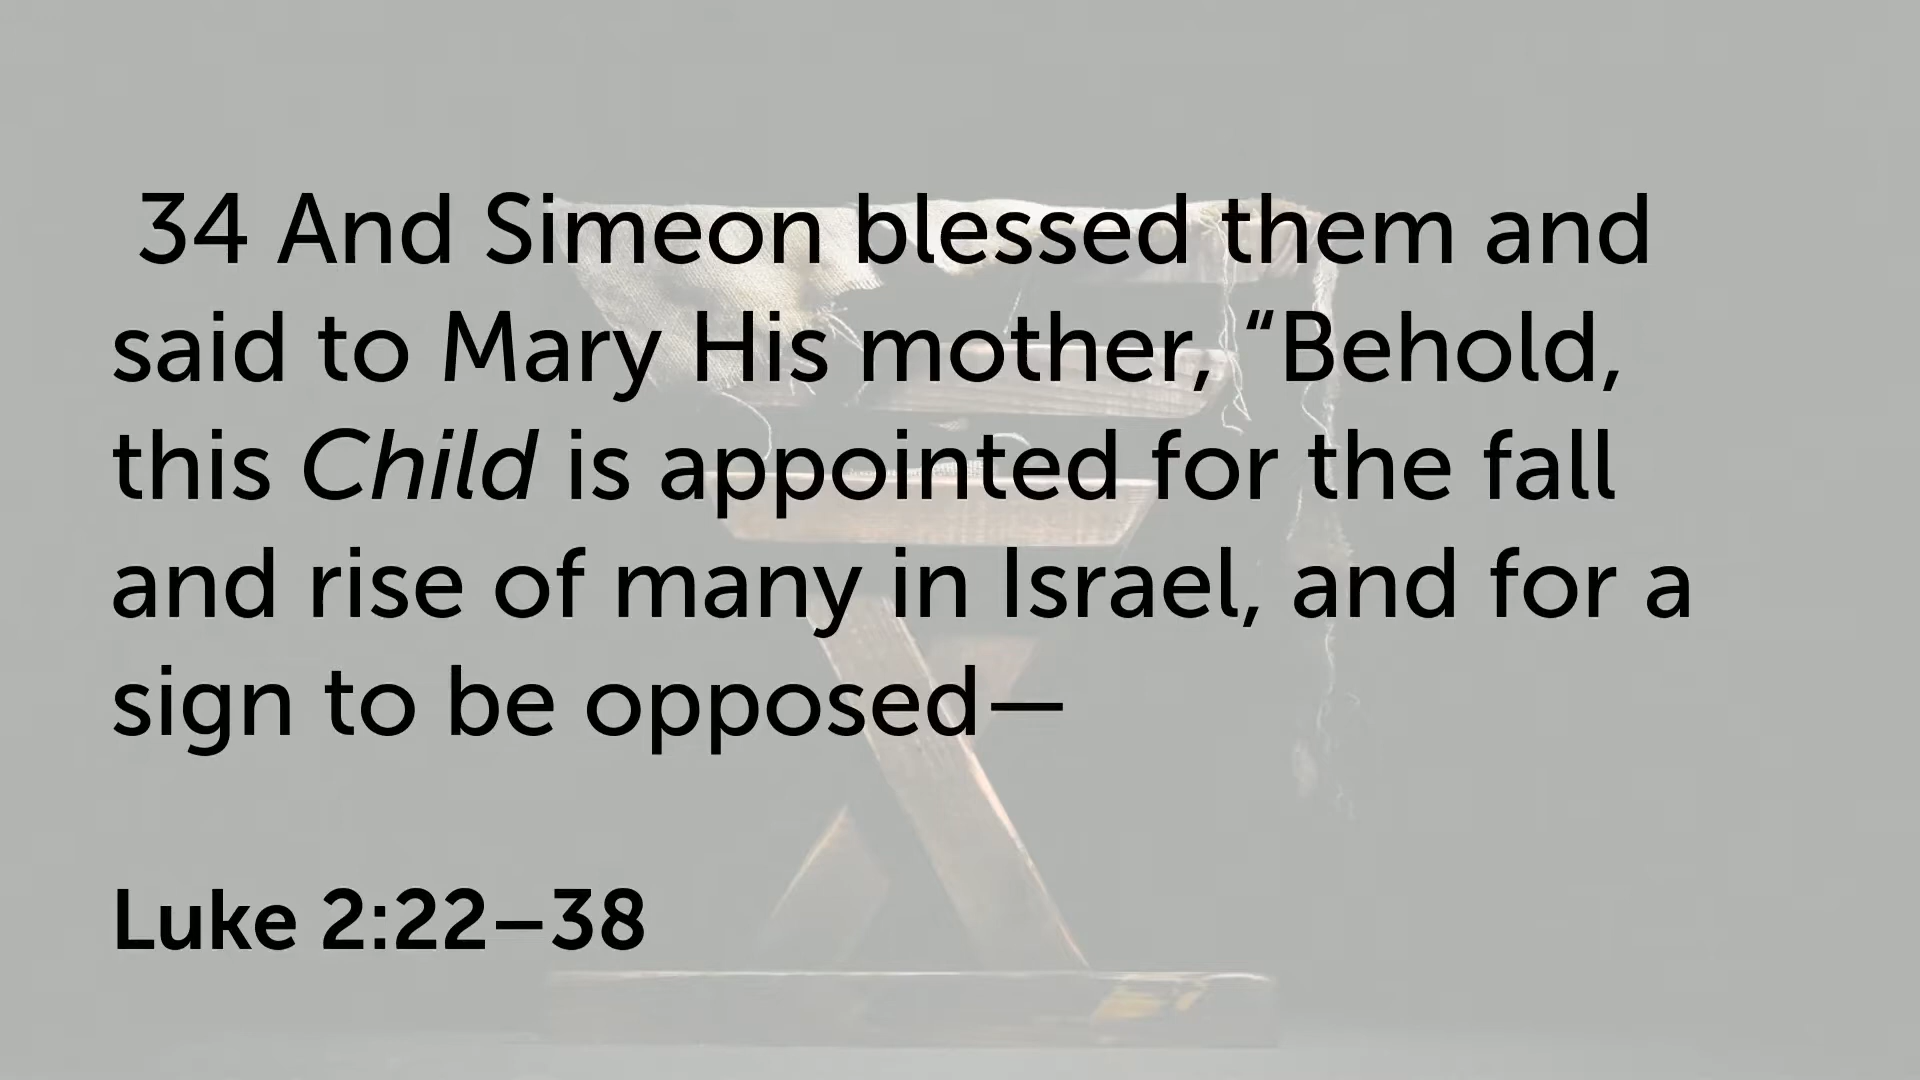 34 And Simeon blessed them and
said to Mary His mother, “Behold,
this Child is appointed for the fall
and rise of many in Israel, and for a
sign to be opposed—
Luke 2:22–38